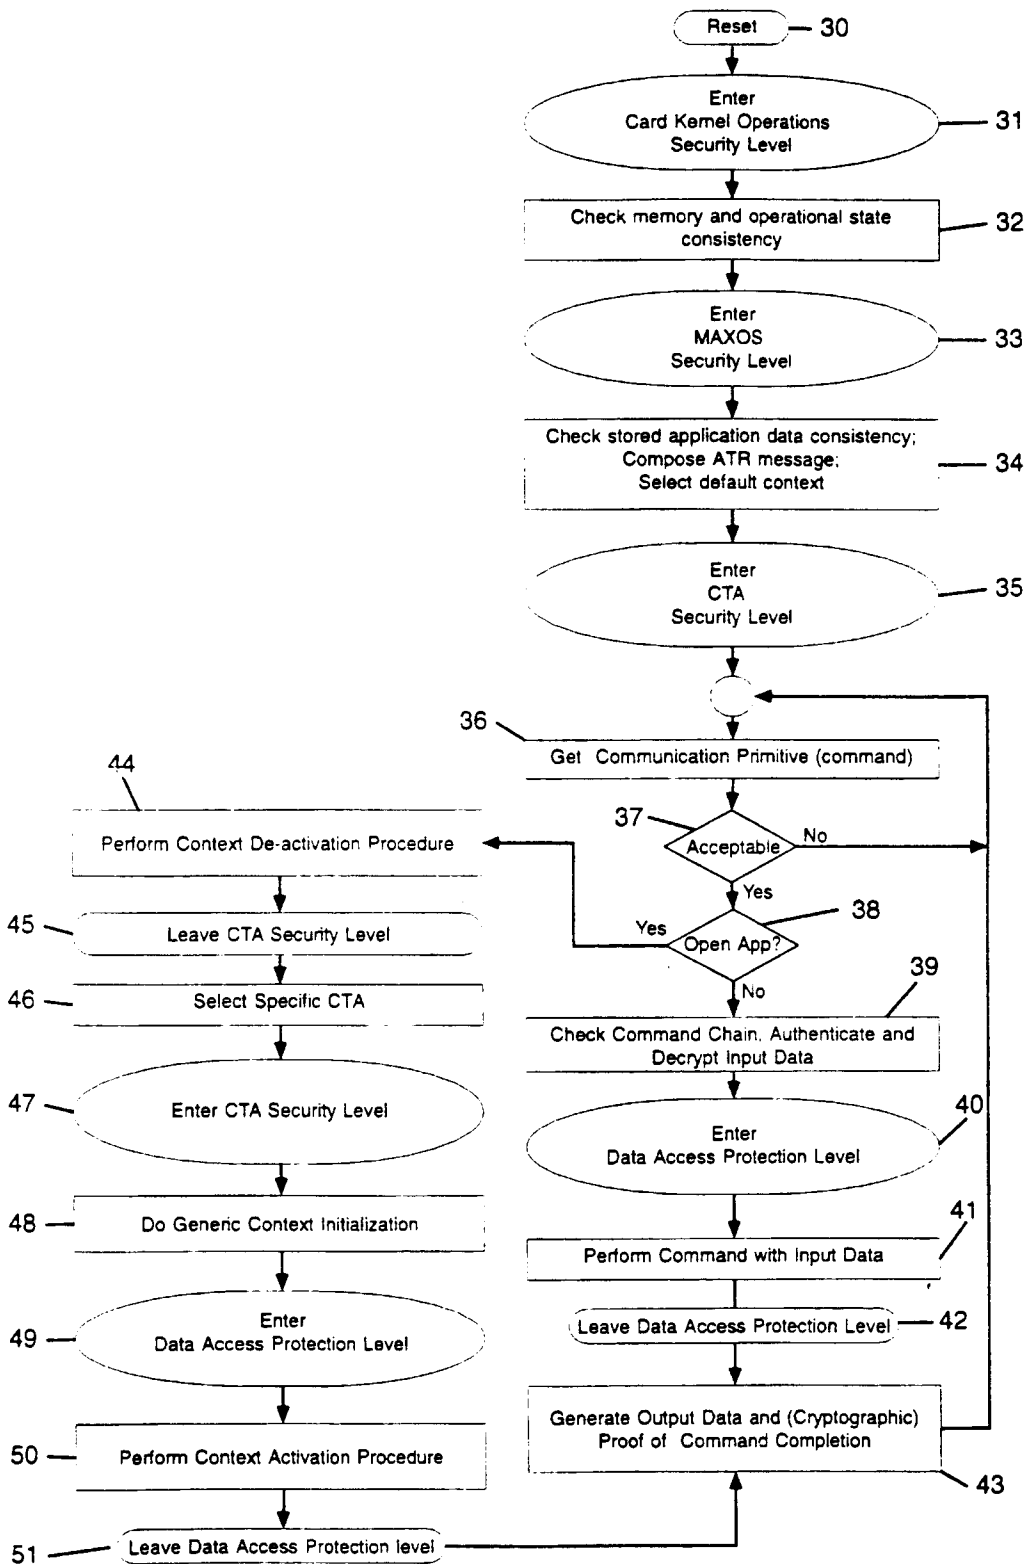 Reset
30
Enter
Card Kernel Operations
Security Level
31
Check memory and operational state
consistency
32
Enter
MAXOS
Security Level
33
Check stored application data consistency;
Compose ATR message;
Select default context
34
Enter
CTA
Security Level
35
36
Get Communication Primitive (command)
37
Acceptable
No
Yes
38
Open App?
Yes
No
39
Check Command Chain, Authenticate and
Decrypt Input Data
40
Enter
Data Access Protection Level
41
Perform Command with Input Data
Leave Data Access Protection Level
42
Generate Output Data and (Cryptographic)
Proof of Command Completion
43
44
Perform Context De-activation Procedure
45
Leave CTA Security Level
46
Select Specific CTA
47
Enter CTA Security Level
48
Do Generic Context Initialization
49
Enter
Data Access Protection Level
50
Perform Context Activation Procedure
51
Leave Data Access Protection level